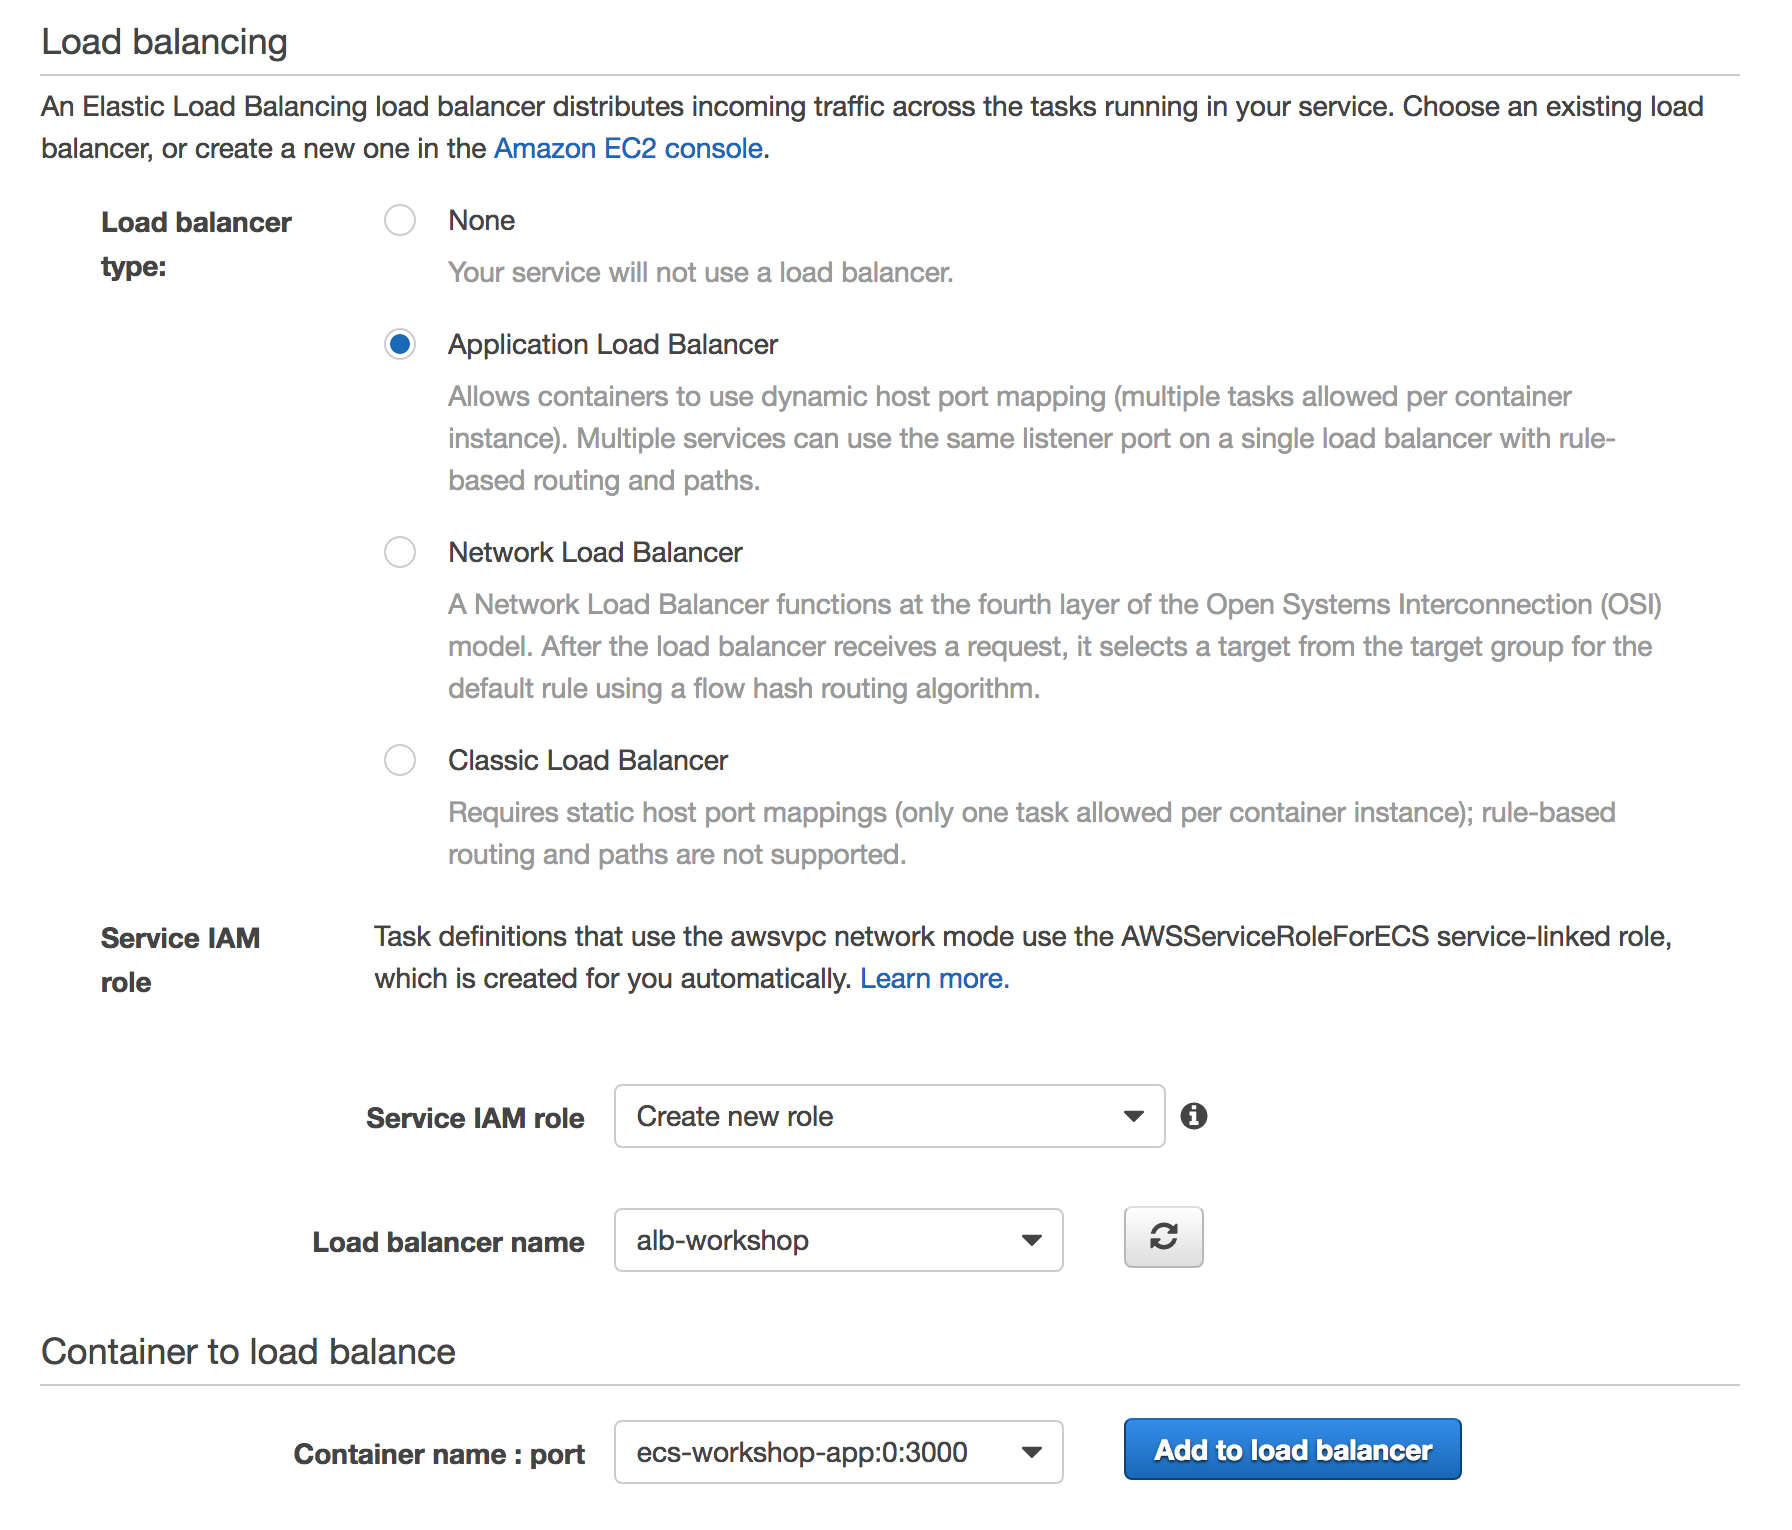 Load balancing
An Elastic Load Balancing load balancer distributes incoming traffic across the tasks running in your service. Choose an existing load
balancer, or create a new one in the Amazon EC2 console.
Load balancer
type:
None
Your service will not use a load balancer.
Application Load Balancer
Allows containers to use dynamic host port mapping (multiple tasks allowed per container
instance). Multiple services can use the same listener port on a single load balancer with rule-
based routing and paths.
Network Load Balancer
A Network Load Balancer functions at the fourth layer of the Open Systems Interconnection (OSI)
model. After the load balancer receives a request, it selects a target from the target group for the
default rule using a flow hash routing algorithm.
Classic Load Balancer
Requires static host port mappings (only one task allowed per container instance); rule-based
routing and paths are not supported.
Service IAM
role
Task definitions that use the awsvpc network mode use the AWSServiceRoleForECS service-linked role,
which is created for you automatically. Learn more.
Service IAM role
Create new role
Load balancer name
alb-workshop
Container to load balance
Container name : port
ecs-workshop-app:0:3000
Add to load balancer